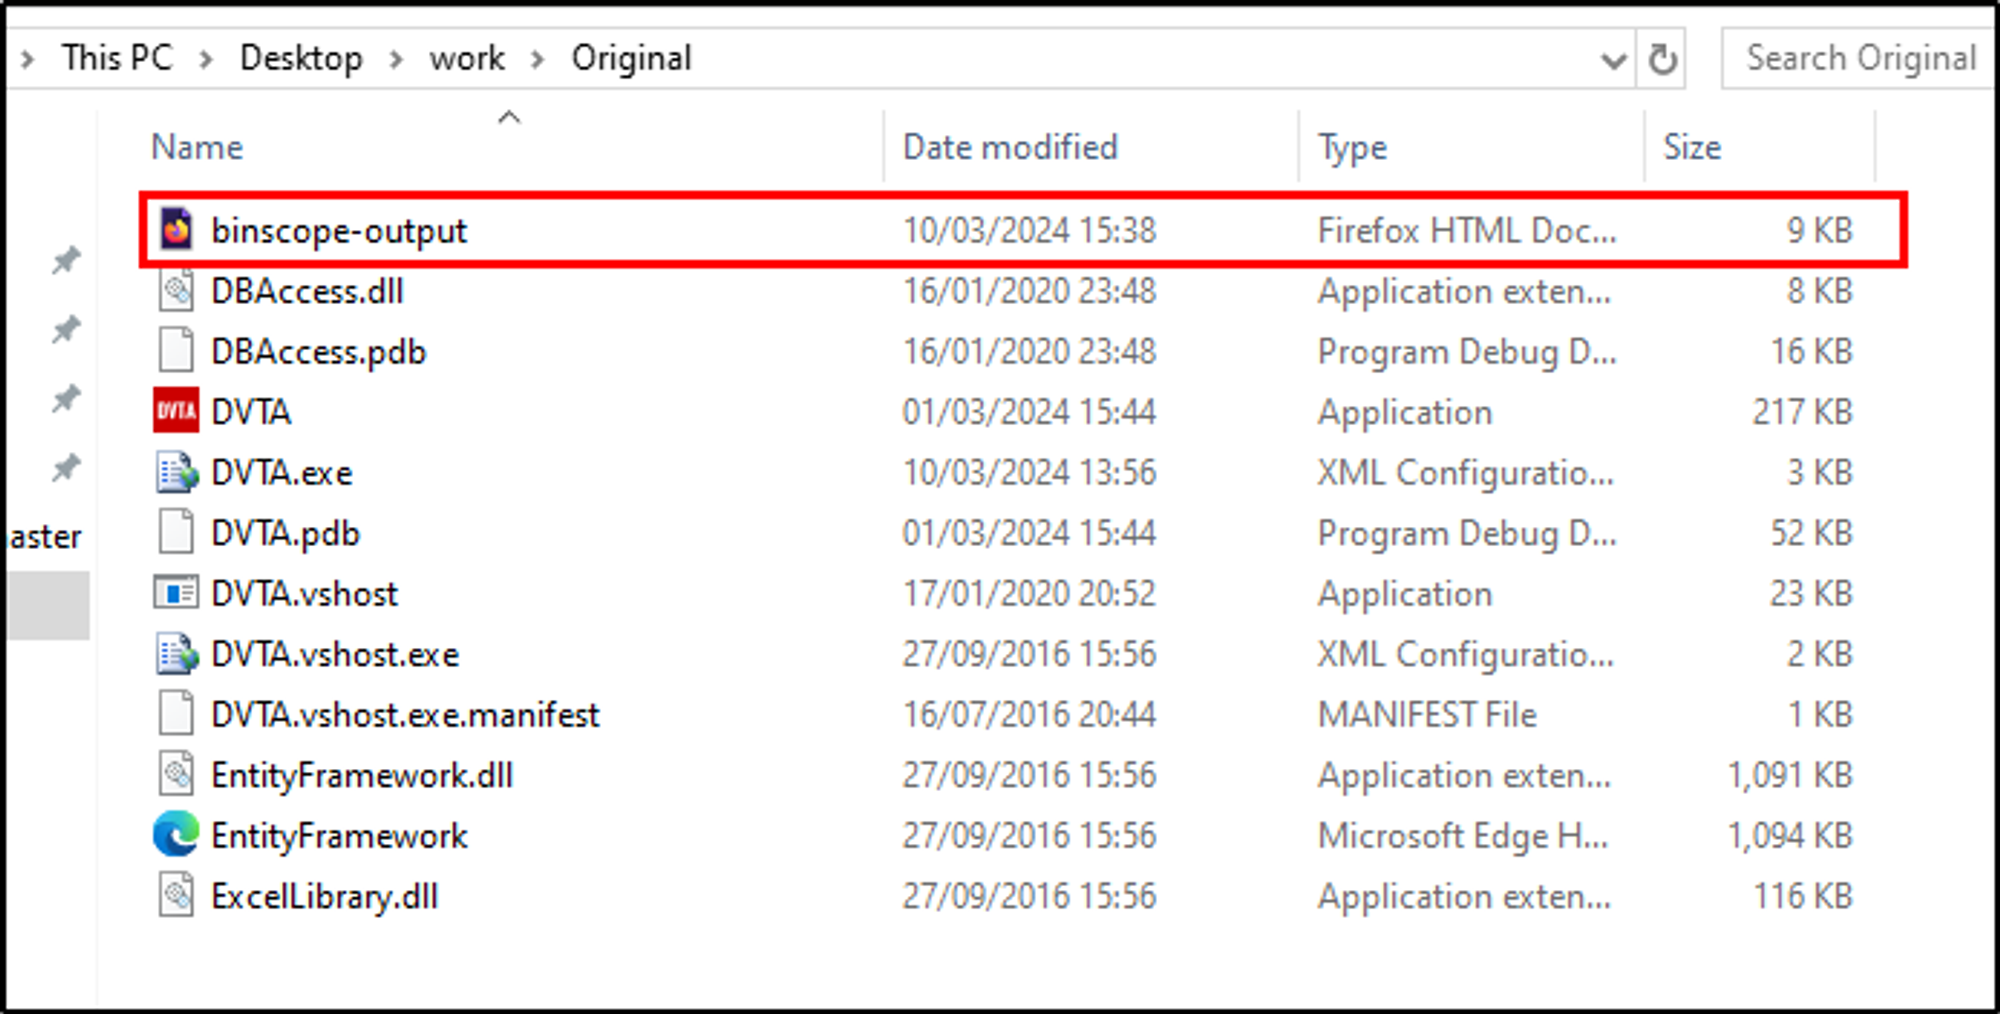 This PC > Desktop > work > Original Search Original
Name Date modified Type Size
binscope-output 10/03/2024 15:38 Firefox HTML Doc... 9 KB
DBAccess.dll 16/01/2020 23:48 Application exten... 8 KB
DBAccess.pdb 16/01/2020 23:48 Program Debug D... 16 KB
DVTA DVTA 01/03/2024 15:44 Application 217 KB
DVTA.exe 10/03/2024 13:56 XML Configuratio... 3 KB
aster DVTA.pdb 01/03/2024 15:44 Program Debug D... 52 KB
DVTA.vshost 17/01/2020 20:52 Application 23 KB
DVTA.vshost.exe 27/09/2016 15:56 XML Configuratio... 2 KB
DVTA.vshost.exe.manifest 16/07/2016 20:44 MANIFEST File 1 KB
EntityFramework.dll 27/09/2016 15:56 Application exten... 1,091 KB
EntityFramework 27/09/2016 15:56 Microsoft Edge H... 1,094 KB
ExcelLibrary.dll 27/09/2016 15:56 Application exten... 116 KB